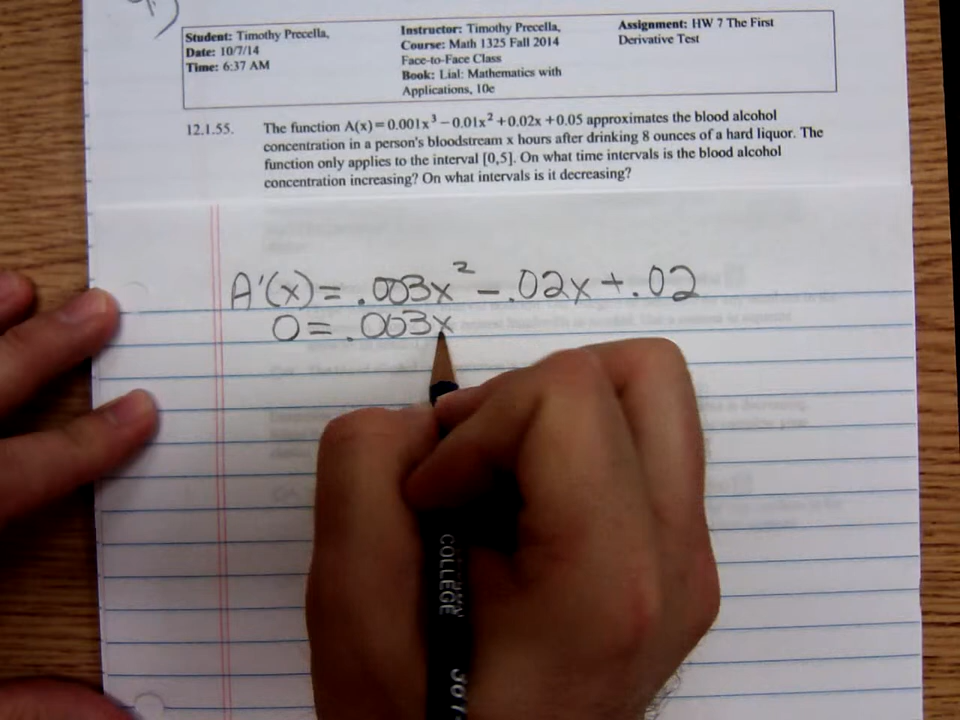 Student: Timothy Precella,
Date: 10/7/14
Time: 6:37 AM
Instructor: Timothy Precella,
Course: Math 1325 Fall 2014
Face-to-Face Class
Book: Lial: Mathematics with
Applications, 10e
Assignment: HW 7 The First
Derivative Test
12.1.55. The function A(x)=0.001x³−0.01x²+0.02x+0.05 approximates the blood alcohol
concentration in a person's bloodstream x hours after drinking 8 ounces of a hard liquor. The
function only applies to the interval [0,5]. On what time intervals is the blood alcohol
concentration increasing? On what intervals is it decreasing?
A'(x)= .003x² − .02x + .02
0 = .003x
COLLEGE